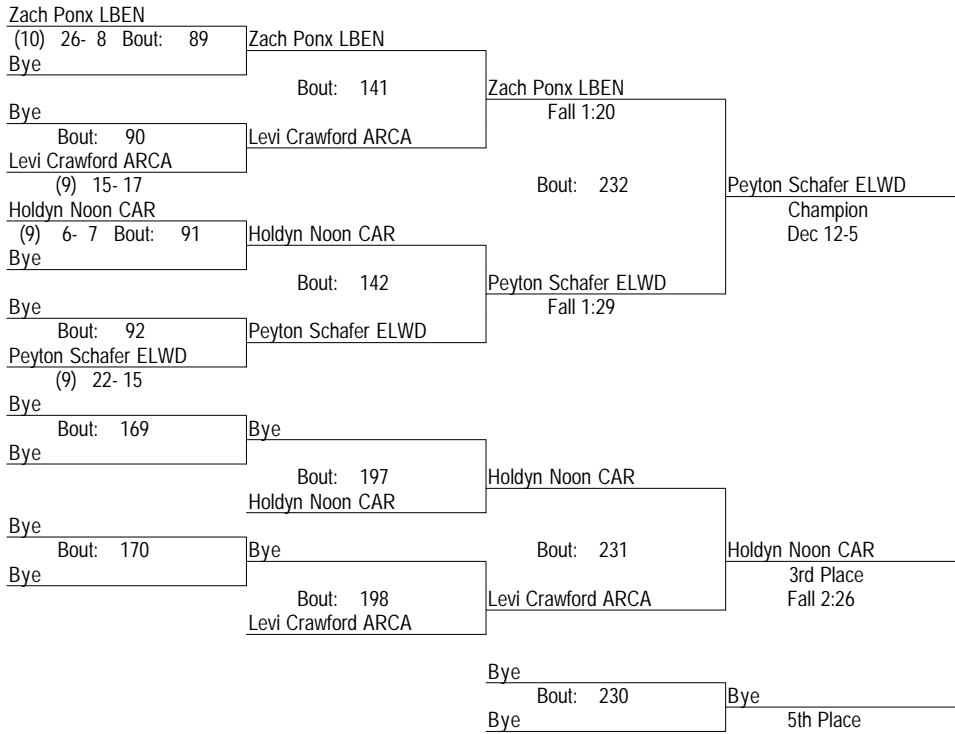 Zach Ponx LBEN
(10) 26- 8 Bout: 89 Zach Ponx LBEN
Bye
Bout: 141 Zach Ponx LBEN
Bye Fall 1:20
Bout: 90 Levi Crawford ARCA
Levi Crawford ARCA
(9) 15- 17 Bout: 232 Peyton Schafer ELWD
Holdyn Noon CAR Champion
(9) 6- 7 Bout: 91 Holdyn Noon CAR Dec 12-5
Bye
Bout: 142 Peyton Schafer ELWD
Bye Fall 1:29
Bout: 92 Peyton Schafer ELWD
Peyton Schafer ELWD
(9) 22- 15
Bye
Bout: 169 Bye
Bye
Bout: 197 Holdyn Noon CAR
Holdyn Noon CAR
Bye
Bout: 170 Bye Bout: 231 Holdyn Noon CAR
Bye 3rd Place
Bout: 198 Levi Crawford ARCA Fall 2:26
Levi Crawford ARCA
Bye
Bout: 230 Bye
Bye 5th Place